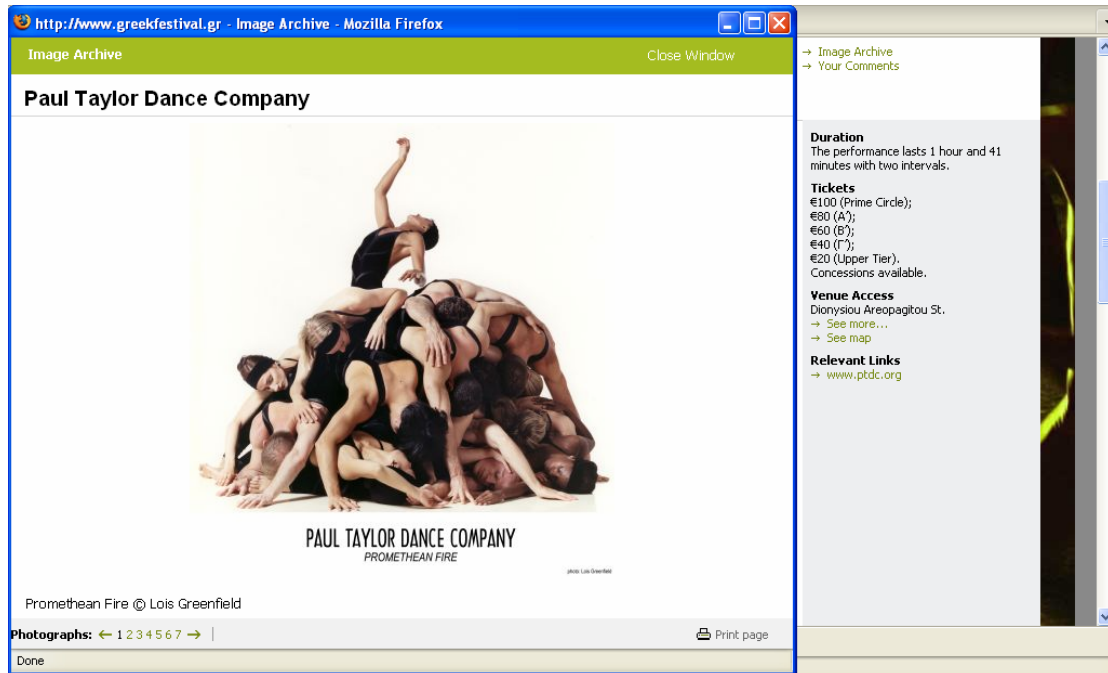 http://www.greekfestival.gr - Image Archive - Mozilla Firefox
Image Archive
Close Window
Paul Taylor Dance Company
PAUL TAYLOR DANCE COMPANY
PROMETHEAN FIRE
photo: Lois Greenfield
Promethean Fire © Lois Greenfield
Photographs: ← 1 2 3 4 5 6 7 → |
Print page
Done
→ Image Archive
→ Your Comments
Duration
The performance lasts 1 hour and 41
minutes with two intervals.
Tickets
€100 (Prime Circle);
€80 (Α΄);
€60 (Β΄);
€40 (Γ΄);
€20 (Upper Tier).
Concessions available.
Venue Access
Dionysiou Areopagitou St.
→ See more...
→ See map
Relevant Links
→ www.ptdc.org